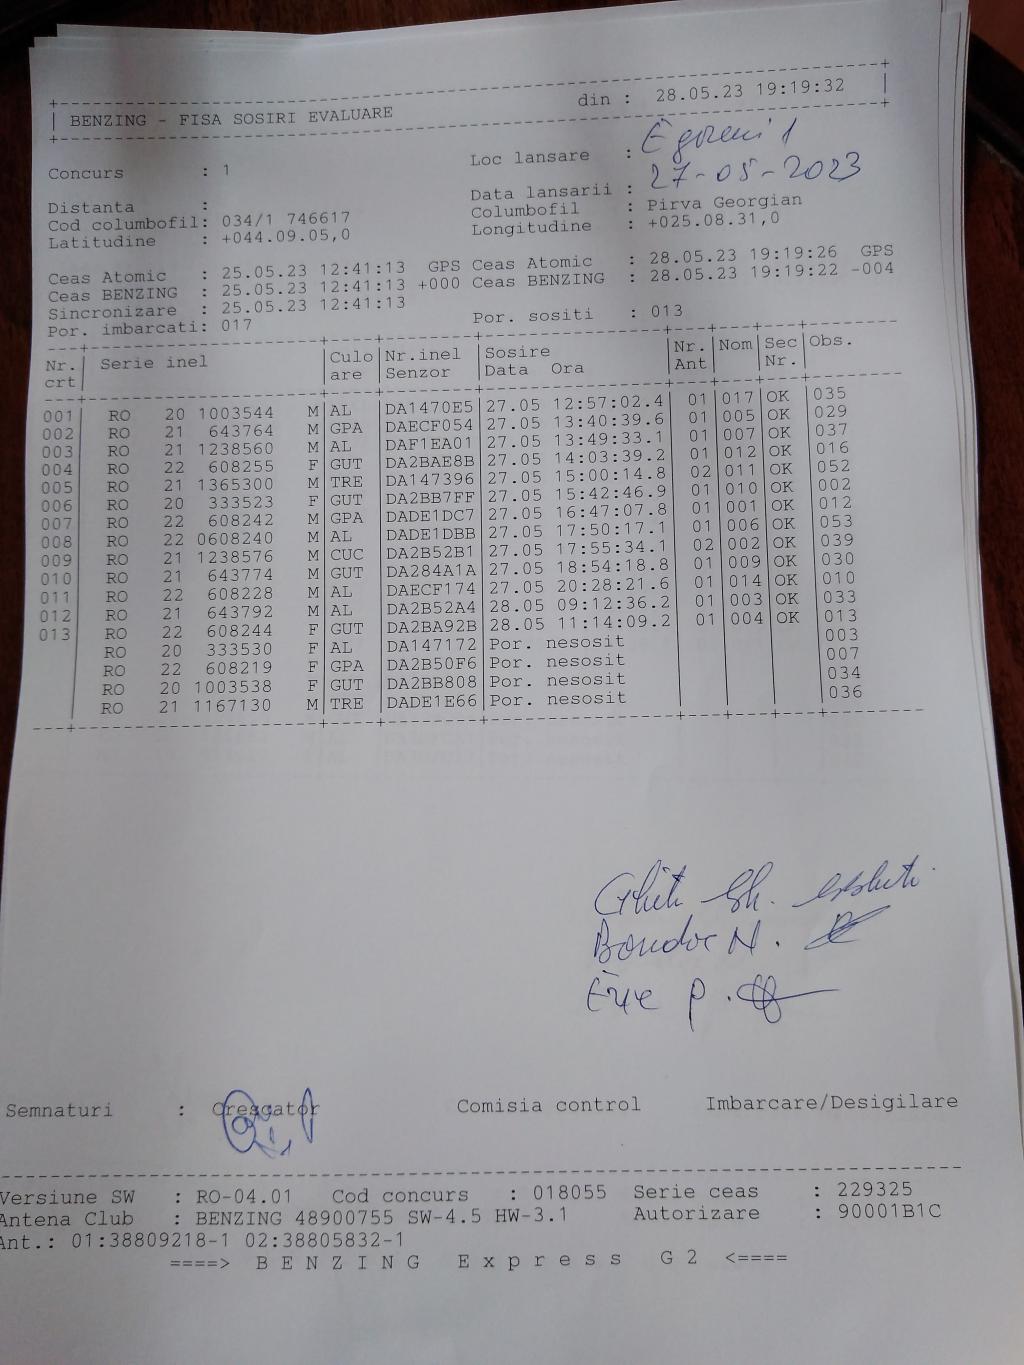 BENZING - FISA SOSIRI EVALUARE din : 28.05.23 19:19:32
Concurs : 1 Loc lansare :
Data lansarii : 27-05-2023
Distanta : Columbofil : Pirva Georgian
Cod columbofil: 034/1 746617 Longitudine : +025.08.31,0
Latitudine : +044.09.05,0
Ceas Atomic : 25.05.23 12:41:13 GPS Ceas Atomic : 28.05.23 19:19:26 GPS
Ceas BENZING : 25.05.23 12:41:13 +000 Ceas BENZING : 28.05.23 19:19:22 -004
Sincronizare : 25.05.23 12:41:13
Por. imbarcati: 017 Por. sositi : 013
Nr. Serie inel Culo Nr.inel Sosire Nr. Nom Sec Obs.
crt are Senzor Data Ora Ant Nr.
001 RO 20 1003544 M AL DA1470E5 27.05 12:57:02.4 01 017 OK 035
002 RO 21 643764 M GPA DAECF054 27.05 13:40:39.6 01 005 OK 029
003 RO 21 1238560 M AL DAF1EA01 27.05 13:49:33.1 01 007 OK 037
004 RO 22 608255 F GUT DA2BAE8B 27.05 14:03:39.2 01 012 OK 016
005 RO 21 1365300 M TRE DA147396 27.05 15:00:14.8 02 011 OK 052
006 RO 20 333523 F GUT DA2BB7FF 27.05 15:42:46.9 01 010 OK 002
007 RO 22 608242 M GPA DADE1DC7 27.05 16:47:07.8 01 001 OK 012
008 RO 22 0608240 M AL DADE1DBB 27.05 17:50:17.1 01 006 OK 053
009 RO 21 1238576 M CUC DA2B52B1 27.05 17:55:34.1 02 002 OK 039
010 RO 21 643774 M GUT DA284A1A 27.05 18:54:18.8 01 009 OK 030
011 RO 22 608228 M AL DAECF174 27.05 20:28:21.6 01 014 OK 010
012 RO 21 643792 M AL DA2B52A4 28.05 09:12:36.2 01 003 OK 033
013 RO 22 608244 F GUT DA2BA92B 28.05 11:14:09.2 01 004 OK 013
RO 20 333530 F AL DA147172 Por. nesosit 003
RO 22 608219 F GPA DA2B50F6 Por. nesosit 007
RO 20 1003538 F GUT DA2BB808 Por. nesosit 034
RO 21 1167130 M TRE DADE1E66 Por. nesosit 036
Semnaturi : Crescator Comisia control Imbarcare/Desigilare
Versiune SW : RO-04.01 Cod concurs : 018055 Serie ceas : 229325
Antena Club : BENZING 48900755 SW-4.5 HW-3.1 Autorizare : 90001B1C
Ant.: 01:38809218-1 02:38805832-1
====> B E N Z I N G E x p r e s s G 2 <====